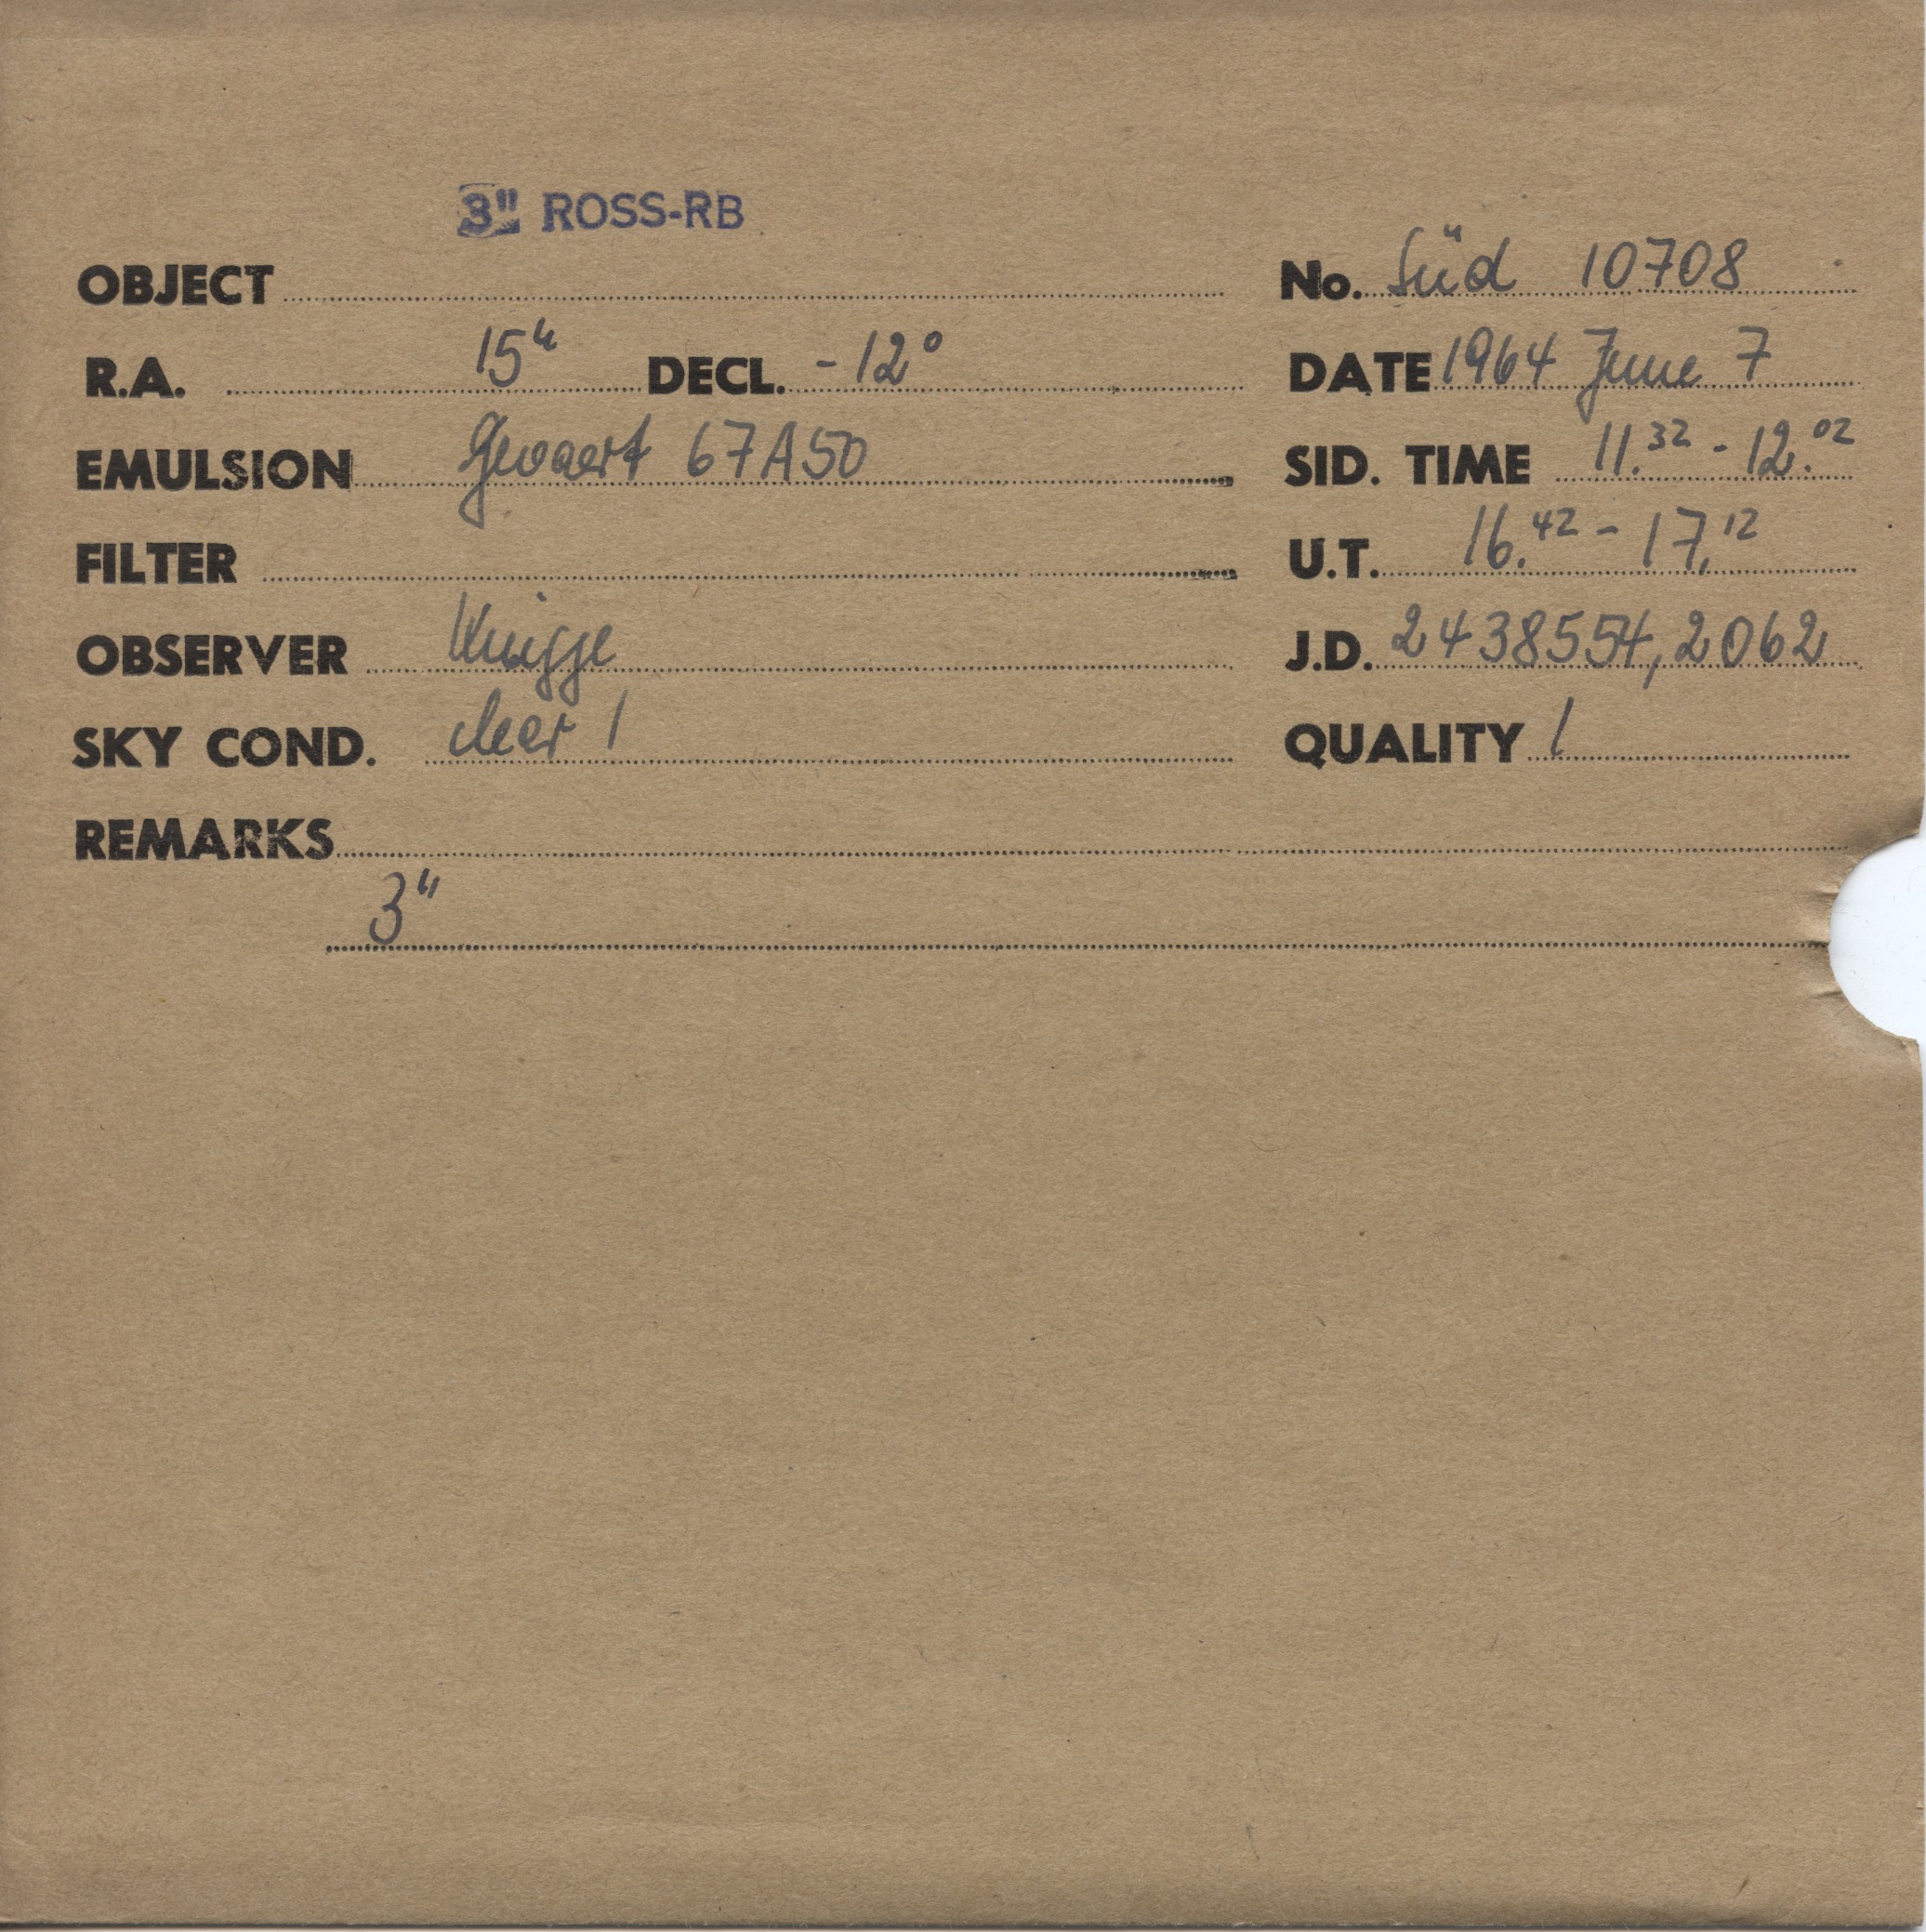 3" ROSS-RB
OBJECT No. Süd 10708
R.A. 15h DECL. -12° DATE 1964 June 7
EMULSION Gevaert 67A50 SID. TIME 11.32 - 12.02
FILTER U.T. 16.42 - 17.12
OBSERVER Knigge J.D. 2438554,2062
SKY COND. clear 1 QUALITY 1
REMARKS
3"